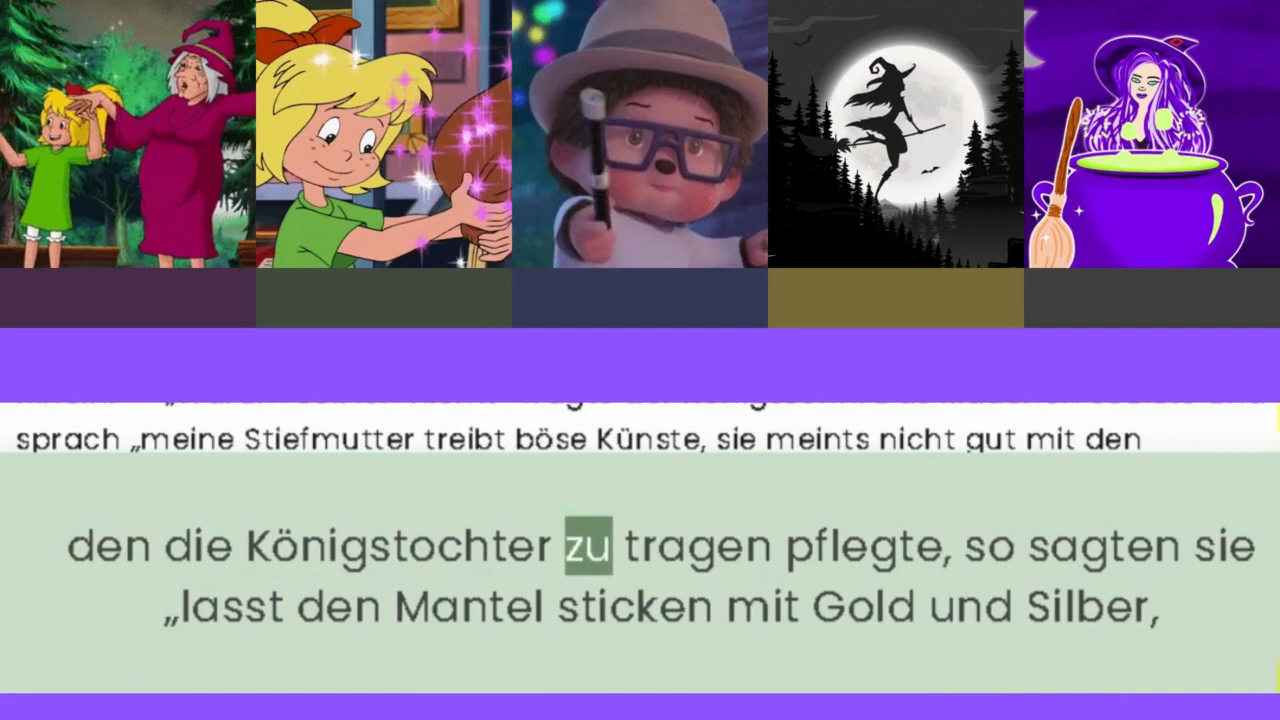 sprach „meine Stiefmutter treibt böse Künste, sie meints nicht gut mit den
den die Königstochter zu tragen pflegte, so sagten sie
„lasst den Mantel sticken mit Gold und Silber,